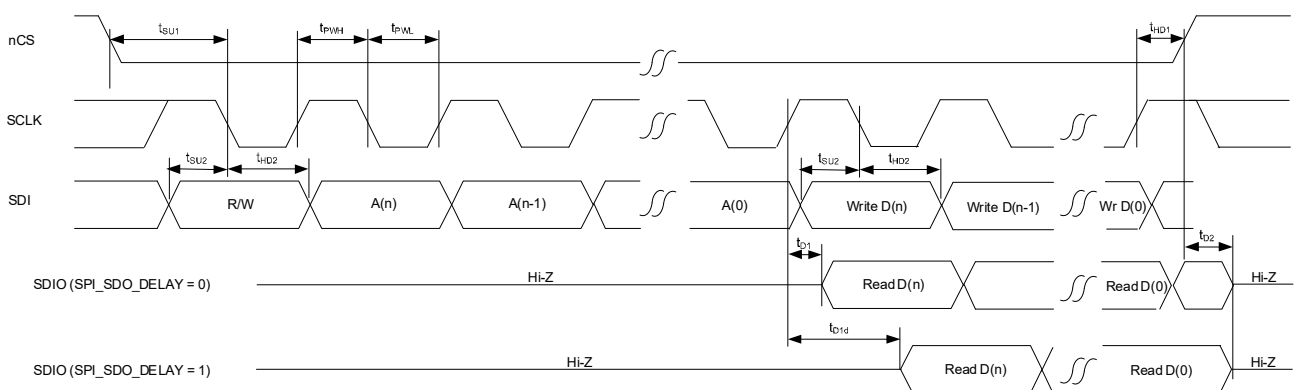 nCS
tSU1
tPWH
tPWL
tHD1
SCLK
tSU2
tHD2
tSU2
tHD2
SDI
R/W
A(n)
A(n-1)
A(0)
Write D(n)
Write D(n-1)
Wr D(0)
tD1
tD2
SDIO (SPI_SDO_DELAY = 0)
Hi-Z
Read D(n)
Read D(0)
Hi-Z
tD1d
SDIO (SPI_SDO_DELAY = 1)
Hi-Z
Read D(n)
Read D(0)
Hi-Z